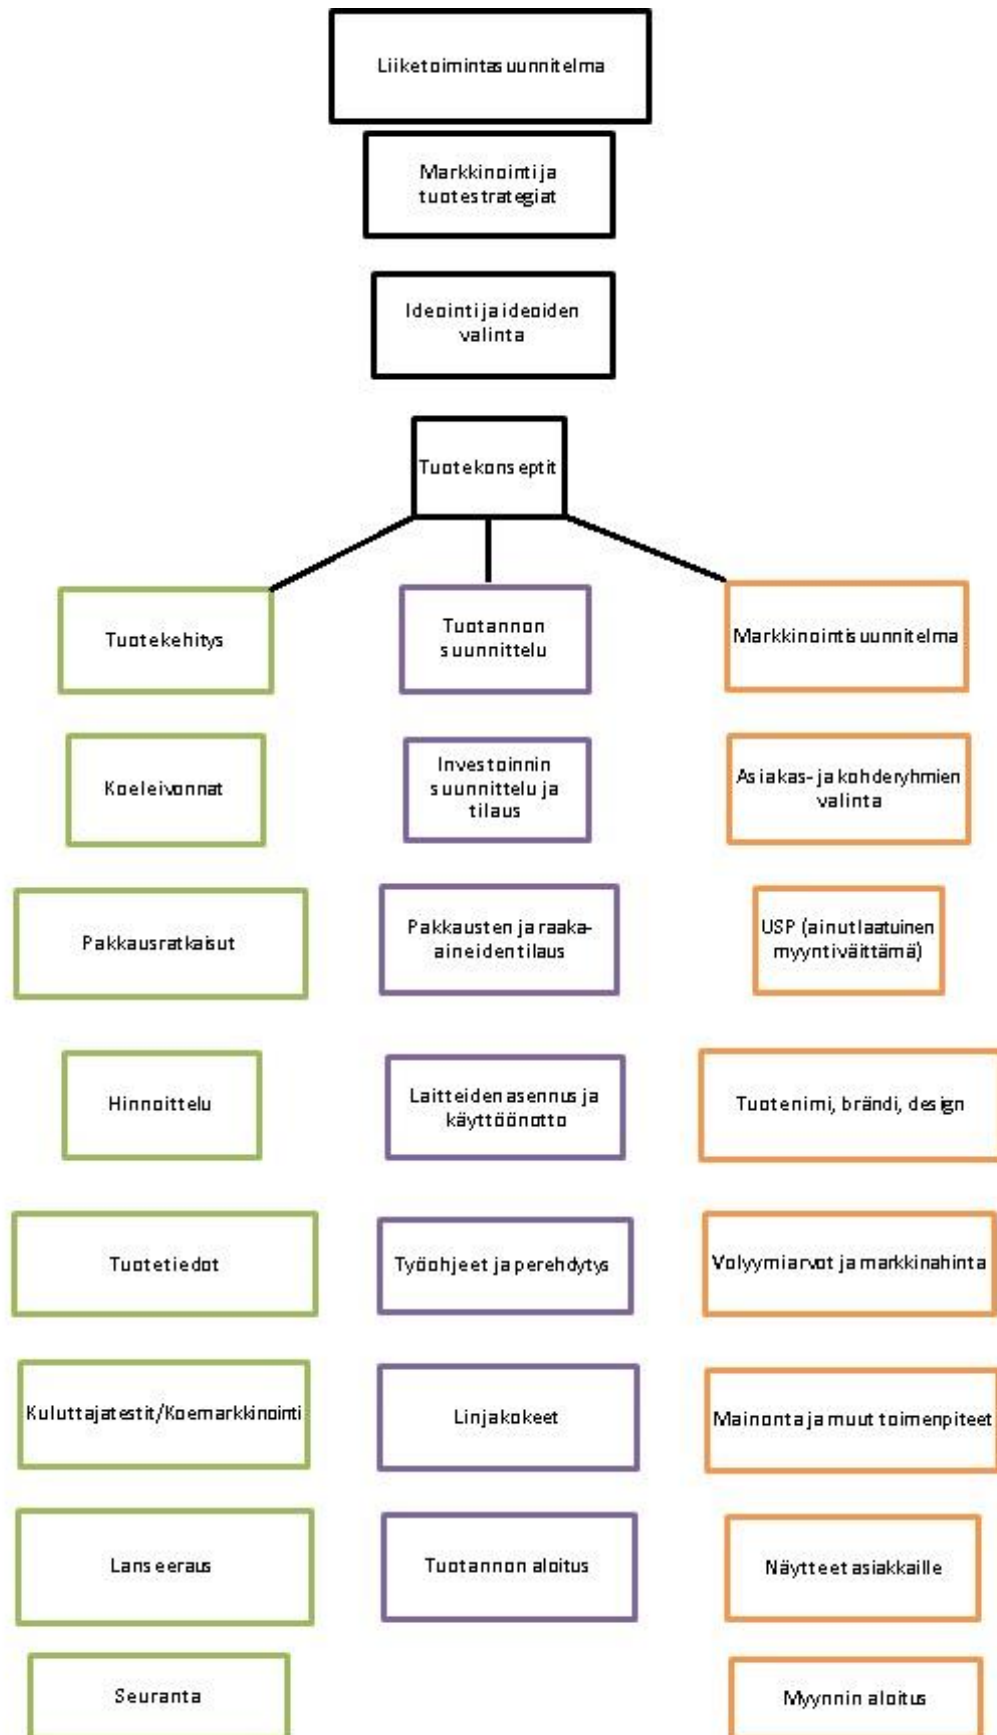 Liiketoimintasuunnitelma
Markkinointi ja
tuotestrategiat
Ideointi ja ideoiden
valinta
Tuotekonseptit
Tuotekehitys
Tuotannon
suunnittelu
Markkinointisuunnitelma
Koeleivonnat
Investoinnin
suunnittelu ja
tilaus
Asiakas- ja kohderyhmien
valinta
Pakkausratkaisut
Pakkausten ja raaka-
aineiden tilaus
USP (ainutlaatuinen
myyntiväittämä)
Hinnoittelu
Laitteiden asennus ja
käyttöönotto
Tuotenimi, brändi, design
Tuotetiedot
Työohjeet ja perehdytys
Volyymiarvot ja markkinahinta
Kuluttajatestit/Koemarkkinointi
Linjakokeet
Mainonta ja muut toimenpiteet
Lanseeraus
Tuotannon aloitus
Näytteet asiakkaille
Seuranta
Myynnin aloitus